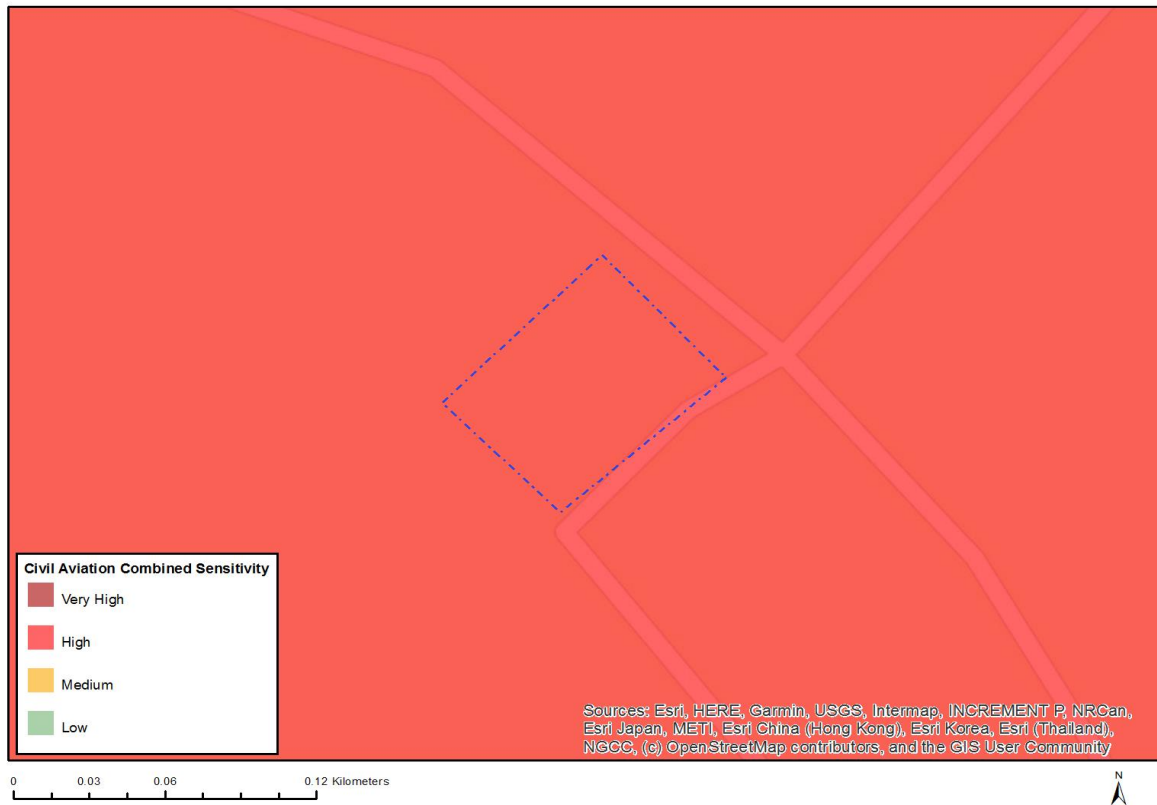 Civil Aviation Combined Sensitivity
Very High
High
Medium
Low
Sources: Esri, HERE, Garmin, USGS, Intermap, INCREMENT P, NRCan,
Esri Japan, METI, Esri China (Hong Kong), Esri Korea, Esri (Thailand),
NGCC, (c) OpenStreetMap contributors, and the GIS User Community
0 0.03 0.06 0.12 Kilometers
N